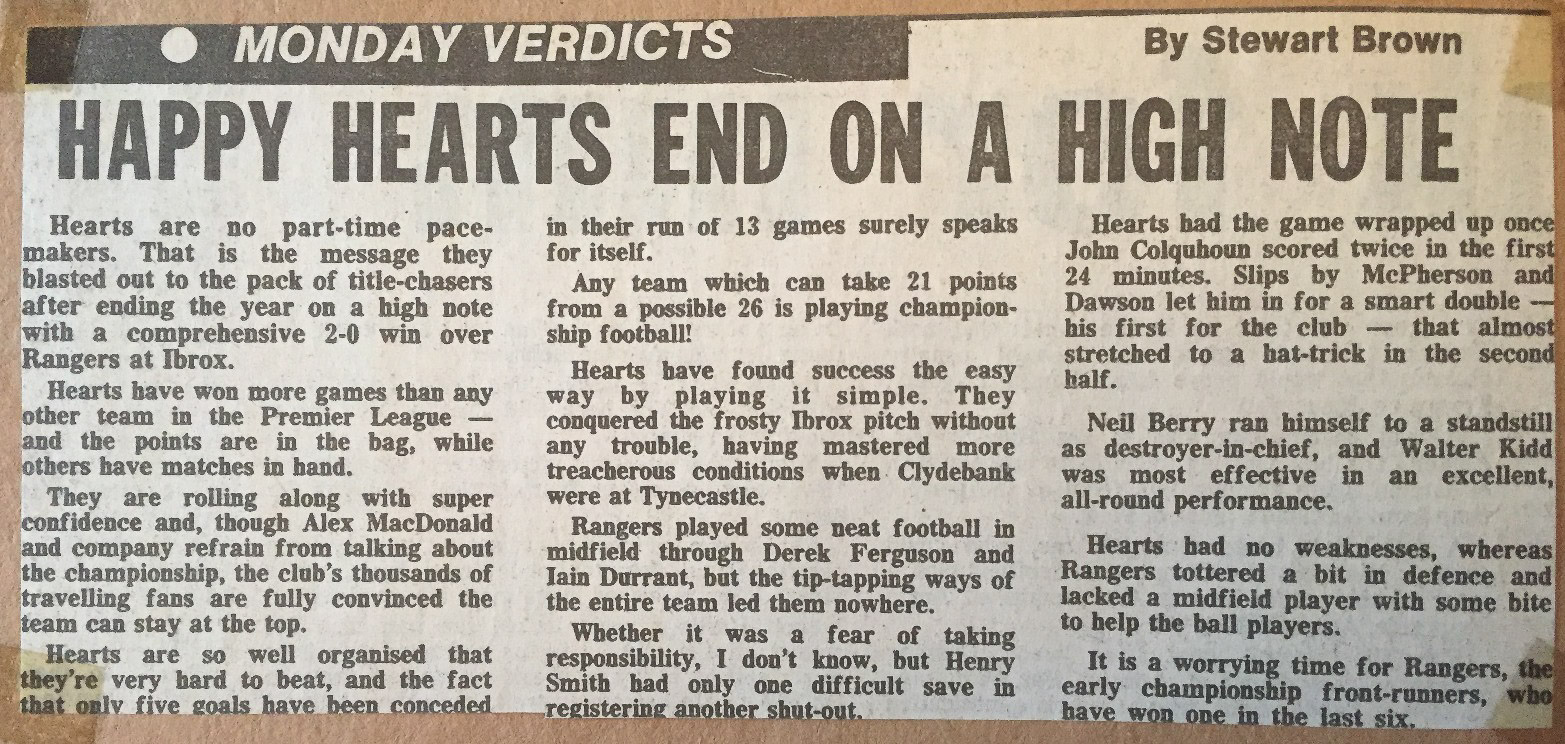 MONDAY VERDICTS
By Stewart Brown
HAPPY HEARTS END ON A HIGH NOTE
Hearts are no part-time pace-
makers. That is the message they
blasted out to the pack of title-chasers
after ending the year on a high note
with a comprehensive 2-0 win over
Rangers at Ibrox.
Hearts have won more games than any
other team in the Premier League —
and the points are in the bag, while
others have matches in hand.
They are rolling along with super
confidence and, though Alex MacDonald
and company refrain from talking about
the championship, the club's thousands of
travelling fans are fully convinced the
team can stay at the top.
Hearts are so well organised that
they're very hard to beat, and the fact
that only five goals have been conceded
in their run of 13 games surely speaks
for itself.
Any team which can take 21 points
from a possible 26 is playing champion-
ship football!
Hearts have found success the easy
way by playing it simple. They
conquered the frosty Ibrox pitch without
any trouble, having mastered more
treacherous conditions when Clydebank
were at Tynecastle.
Rangers played some neat football in
midfield through Derek Ferguson and
Iain Durrant, but the tip-tapping ways of
the entire team led them nowhere.
Whether it was a fear of taking
responsibility, I don't know, but Henry
Smith had only one difficult save in
registering another shut-out.
Hearts had the game wrapped up once
John Colquhoun scored twice in the first
24 minutes. Slips by McPherson and
Dawson let him in for a smart double —
his first for the club — that almost
stretched to a hat-trick in the second
half.
Neil Berry ran himself to a standstill
as destroyer-in-chief, and Walter Kidd
was most effective in an excellent,
all-round performance.
Hearts had no weaknesses, whereas
Rangers tottered a bit in defence and
lacked a midfield player with some bite
to help the ball players.
It is a worrying time for Rangers, the
early championship front-runners, who
have won one in the last six.